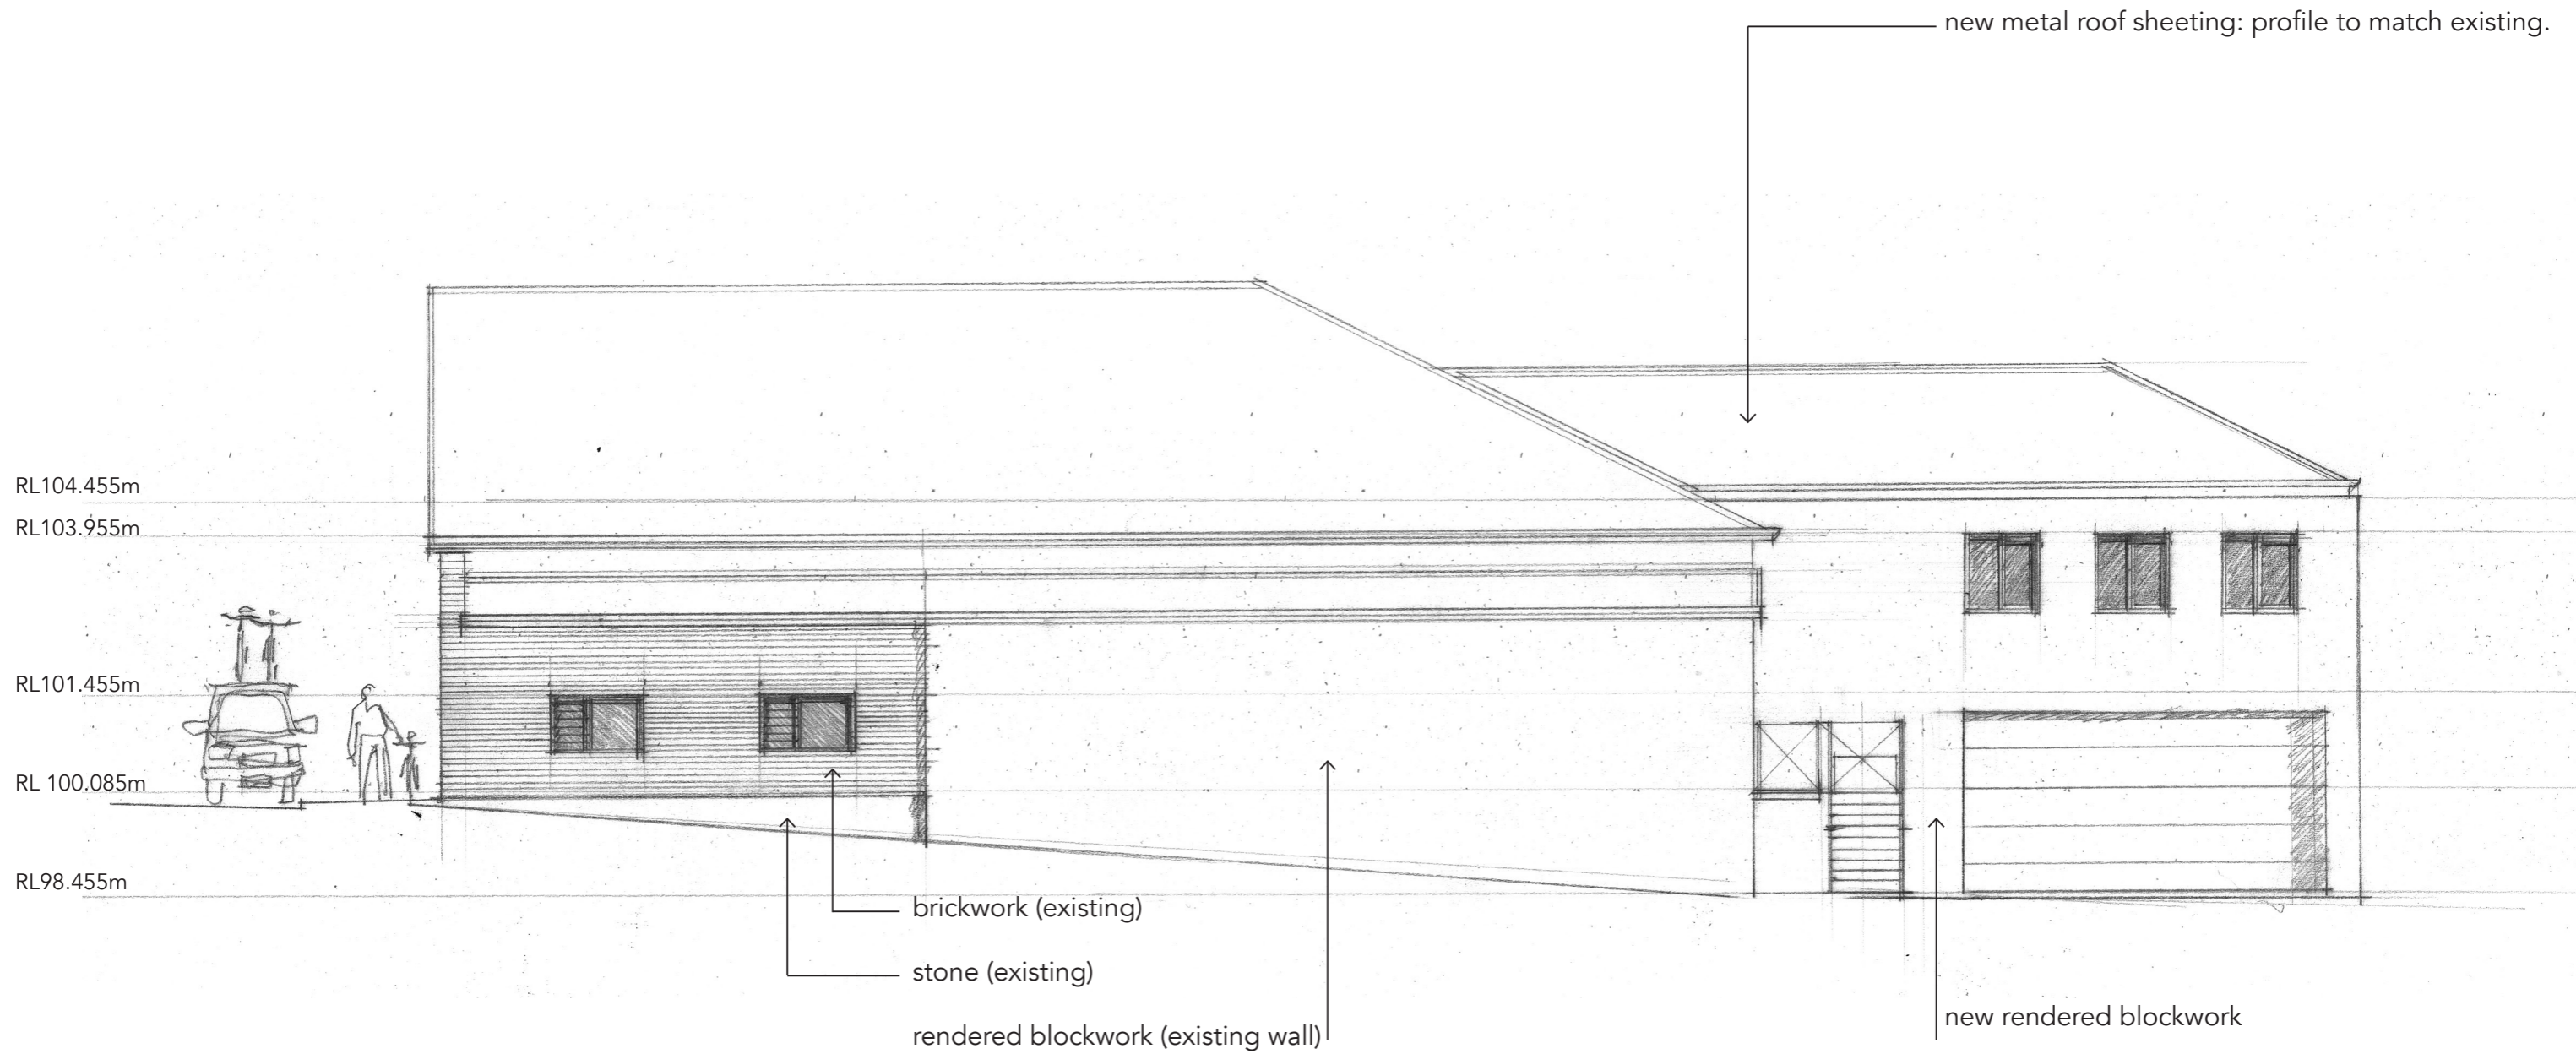 new metal roof sheeting: profile to match existing.
RL104.455m
RL103.955m
RL101.455m
RL 100.085m
RL98.455m
brickwork (existing)
stone (existing)
rendered blockwork (existing wall)
new rendered blockwork